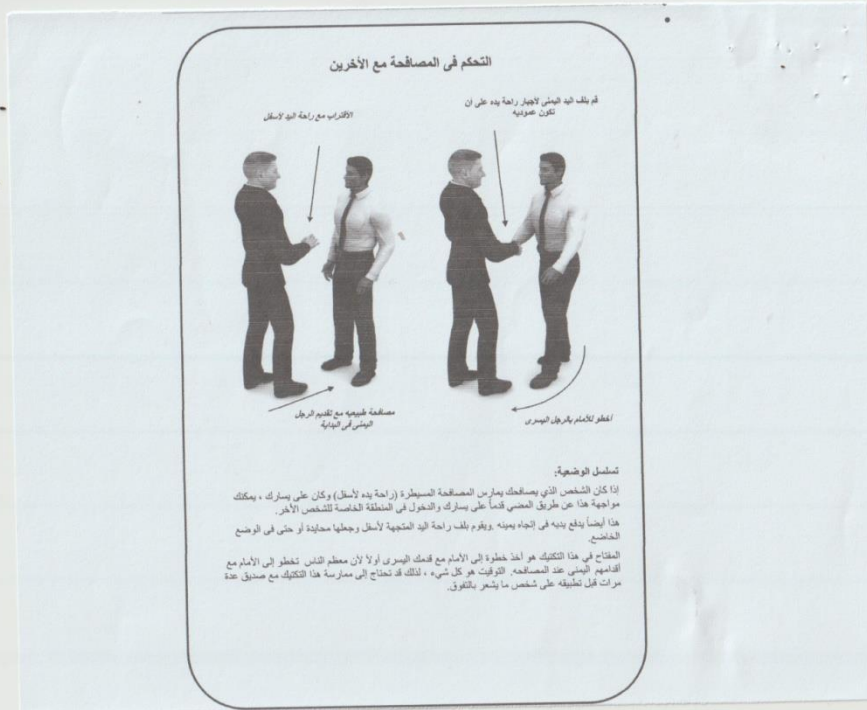 التحكم فى المصافحة مع الأخرين
قم بلف اليد اليمنى لأجبار راحة يده على ان
تكون عموديه
الأقتراب مع راحة اليد لأسفل
أخطو للأمام بالرجل اليسرى
مصافحة طبيعيه مع تقديم الرجل
اليمنى فى البداية
تسلسل الوضعية:
إذا كان الشخص الذي يصافحك يمارس المصافحة المسيطرة (راحة يده لأسفل) وكان على يسارك ، يمكنك
مواجهة هذا عن طريق المضي قدماً على يسارك والدخول فى المنطقة الخاصة للشخص الأخر.
هذا أيضاً يدفع يديه فى إتجاه يمينه ويقوم بلف راحة اليد المتجهة لأسفل وجعلها محايدة أو حتى فى الوضع
الخاضع.
المفتاح في هذا التكتيك هو أخذ خطوة إلى الأمام مع قدمك اليسرى أولاً لأن معظم الناس تخطو إلى الأمام مع
أقدامهم اليمنى عند المصافحه. التوقيت هو كل شيء ، لذلك قد تحتاج إلى ممارسة هذا التكتيك مع صديق عدة
مرات قبل تطبيقه على شخص ما يشعر بالتفوق.